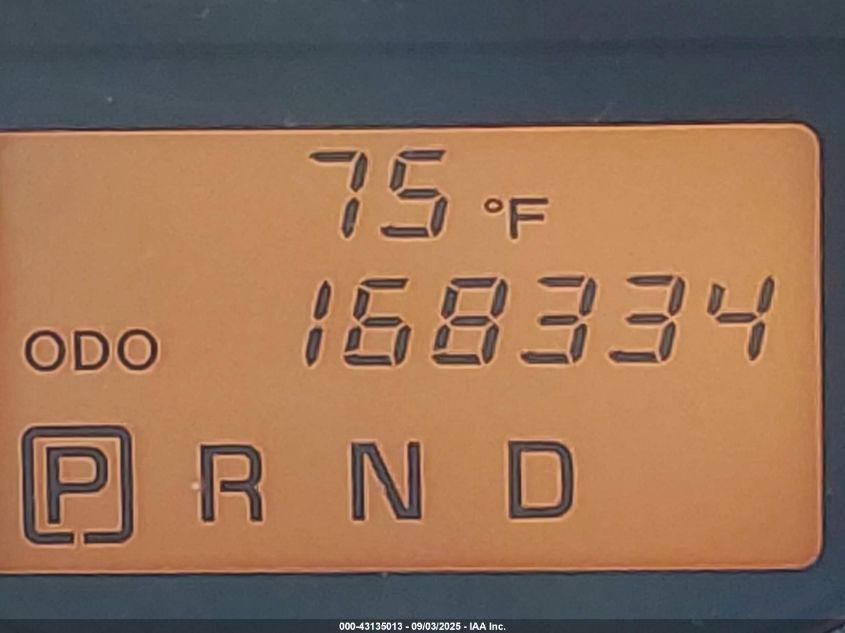 75 °F
ODO 168334
P R N D
000-43135013 - 09/03/2025 - IAA Inc.